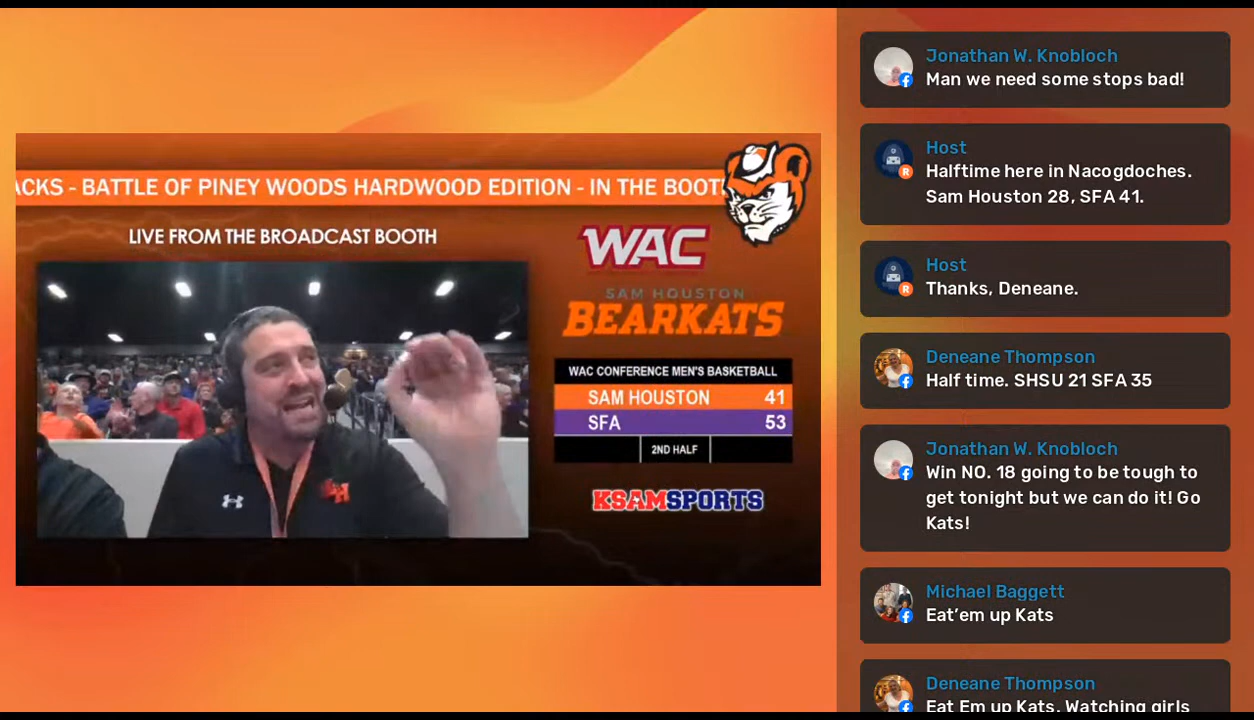 ACKS - BATTLE OF PINEY WOODS HARDWOOD EDITION - IN THE BOOT
LIVE FROM THE BROADCAST BOOTH
WAC
SAM HOUSTON
BEARKATS
WAC CONFERENCE MEN'S BASKETBALL
SAM HOUSTON 41
SFA 53
2ND HALF
KSAMSPORTS
Jonathan W. Knobloch
Man we need some stops bad!
Host
Halftime here in Nacogdoches.
Sam Houston 28, SFA 41.
Host
Thanks, Deneane.
Deneane Thompson
Half time. SHSU 21 SFA 35
Jonathan W. Knobloch
Win NO. 18 going to be tough to
get tonight but we can do it! Go
Kats!
Michael Baggett
Eat’em up Kats
Deneane Thompson
Eat Em up Kats. Watching girls